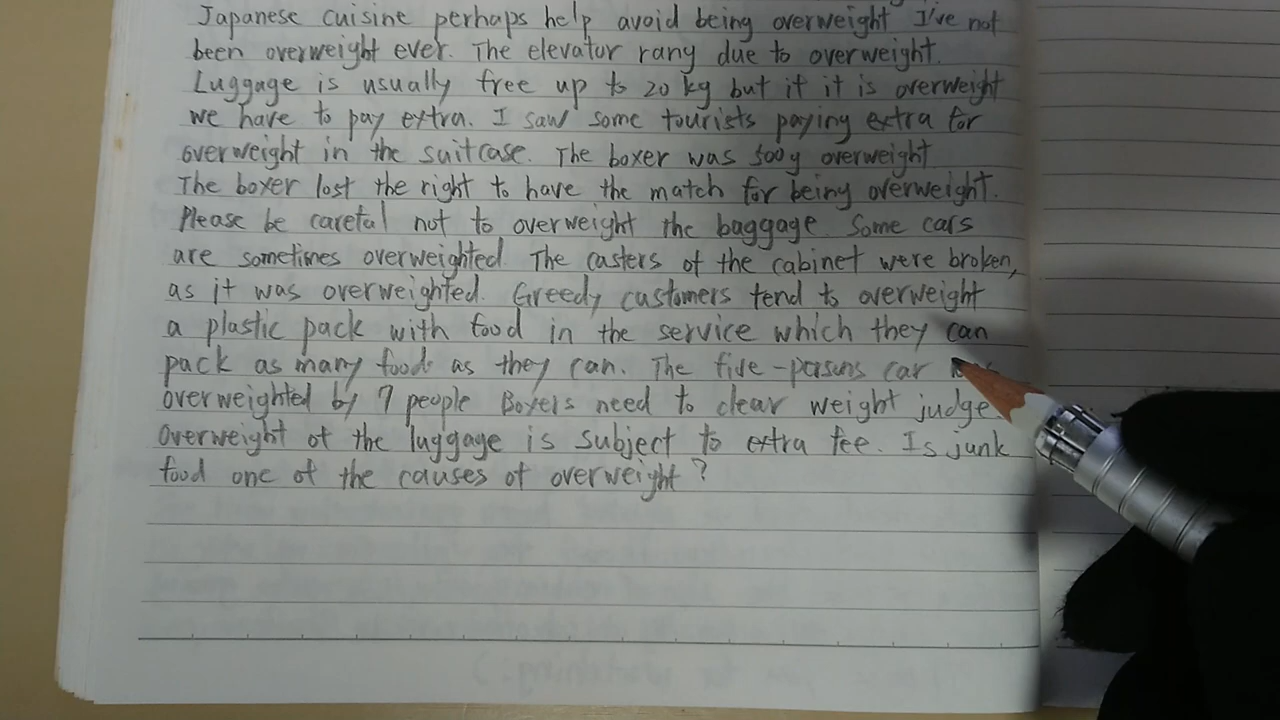 Japanese cuisine perhaps help avoid being overweight I've not
been overweight ever. The elevator rang due to overweight.
Luggage is usually free up to 20 kg but if it is overweight
we have to pay extra. I saw some tourists paying extra for
overweight in the suitcase. The boxer was 500g overweight
The boxer lost the right to have the match for being overweight.
Please be careful not to overweight the baggage. Some cars
are sometimes overweighted. The casters of the cabinet were broken,
as it was overweighted. Greedy customers tend to overweight
a plastic pack with food in the service which they can
pack as many foods as they can. The five-persons car
overweighted by 7 people Boxers need to clear weight judge.
Overweight of the luggage is subject to extra fee. Is junk
food one of the causes of overweight?